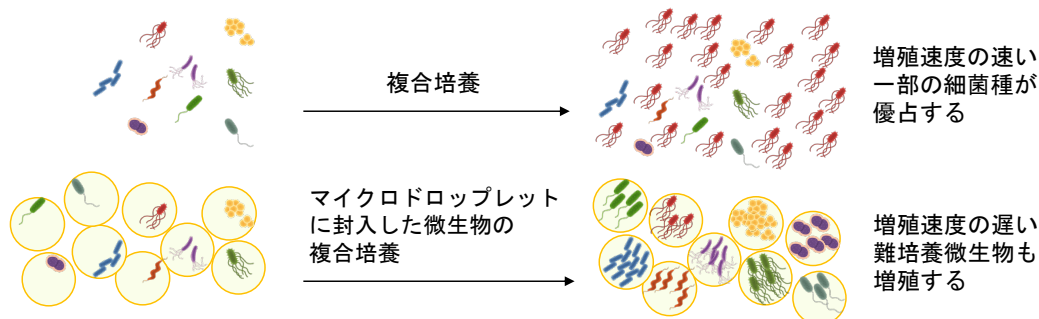 複合培養
増殖速度の速い
一部の細菌種が
優占する
マイクロドロップレット
に封入した微生物の
複合培養
増殖速度の遅い
難培養微生物も
増殖する